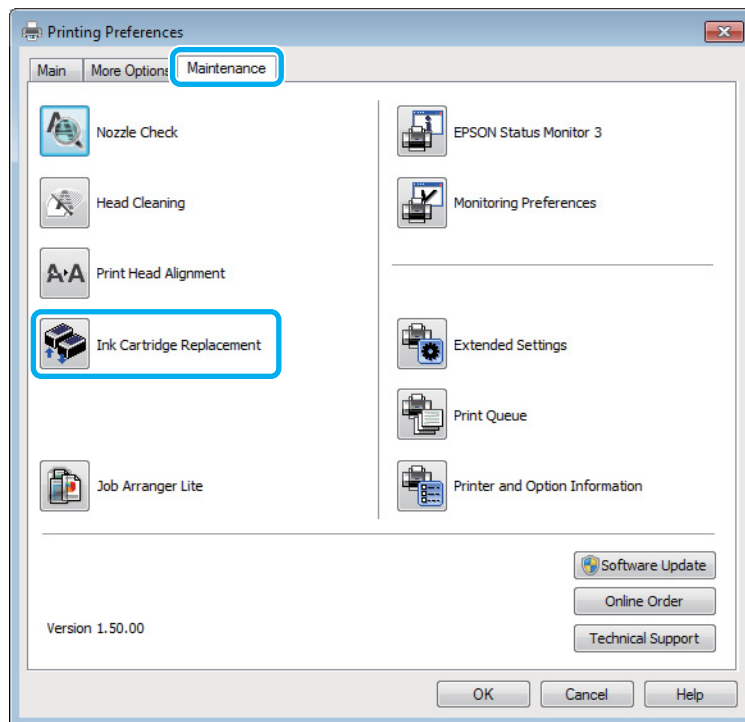 Printing Preferences
Main
More Options
Maintenance
Nozzle Check
Head Cleaning
A A
Print Head Alignment
Ink Cartridge Replacement
Job Arranger Lite
EPSON Status Monitor 3
Monitoring Preferences
Extended Settings
Print Queue
Printer and Option Information
Software Update
Online Order
Version 1.50.00
Technical Support
OK
Cancel
Help